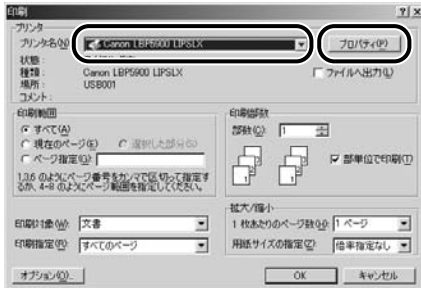 印刷
プリンタ
プリンタ名(N): Canon LBP5900 LIPSLX プロパティ(P)
状態:
種類: Canon LBP5900 LIPSLX ファイルへ出力(L)
場所: USB001
コメント:
印刷範囲
すべて(A)
現在のページ(E) 選択した部分(S)
ページ指定(G):
1,3,6 のようにページ番号をカンマで区切って指定す
るか、4-8 のようにページ範囲を指定してください。
印刷部数
部数(C): 1
1 1
部単位で印刷(T)
印刷対象(W): 文書
印刷指定(R): すべてのページ
拡大/縮小
1 枚あたりのページ数(H): 1 ページ
用紙サイズの指定(Z): 倍率指定なし
オプション(O)... OK キャンセル